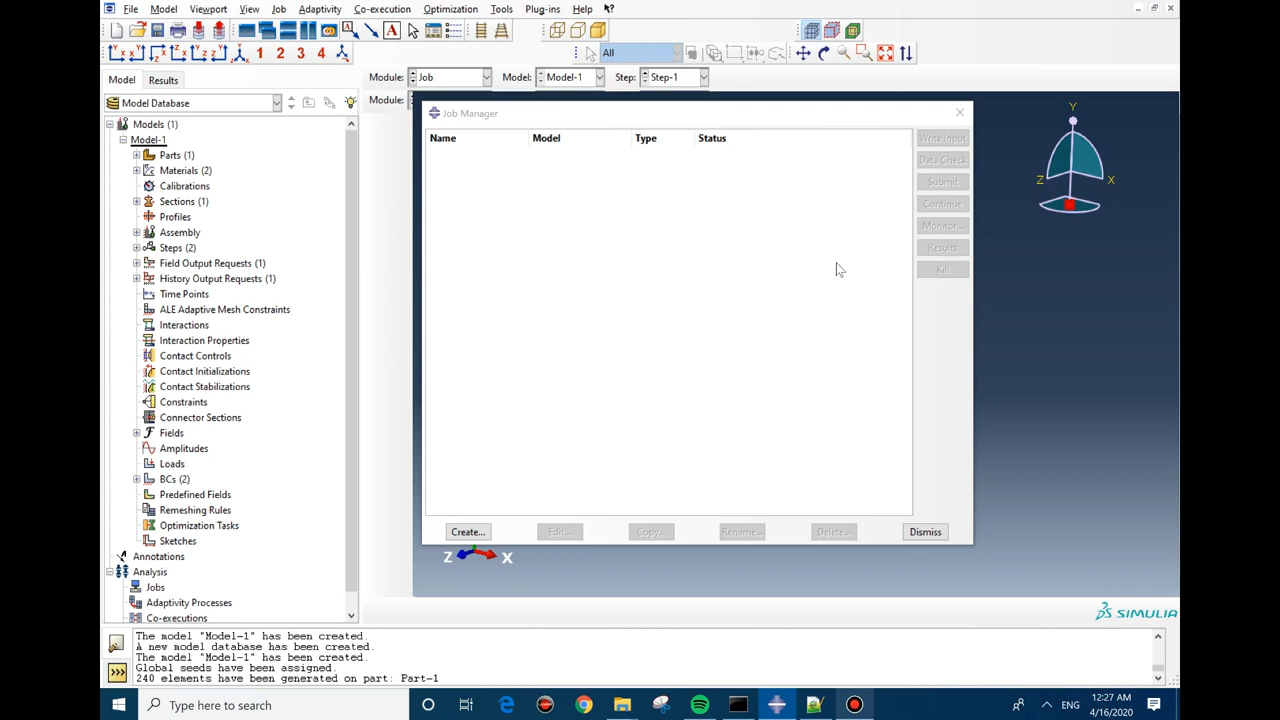 File Model Viewport View Job Adaptivity Co-execution Optimization Tools Plug-ins Help
1 2 3 4 All
Model Results Module: Job Model: Model-1 Step: Step-1
Model Database Module:
Job Manager
Models (1)
Model-1
Parts (1)
Materials (2)
Calibrations
Sections (1)
Profiles
Assembly
Steps (2)
Field Output Requests (1)
History Output Requests (1)
Time Points
ALE Adaptive Mesh Constraints
Interactions
Interaction Properties
Contact Controls
Contact Initializations
Contact Stabilizations
Constraints
Connector Sections
Fields
Amplitudes
Loads
BCs (2)
Predefined Fields
Remeshing Rules
Optimization Tasks
Sketches
Annotations
Analysis
Jobs
Adaptivity Processes
Co-executions
Name Model Type Status
Write Input
Data Check
Submit
Continue
Monitor...
Results
Kill
Create... Edit... Copy... Rename... Delete... Dismiss
Y
Z X
Z X
SIMULIA
The model "Model-1" has been created.
A new model database has been created.
The model "Model-1" has been created.
Global seeds have been assigned.
240 elements have been generated on part: Part-1
Type here to search
12:27 AM
4/16/2020